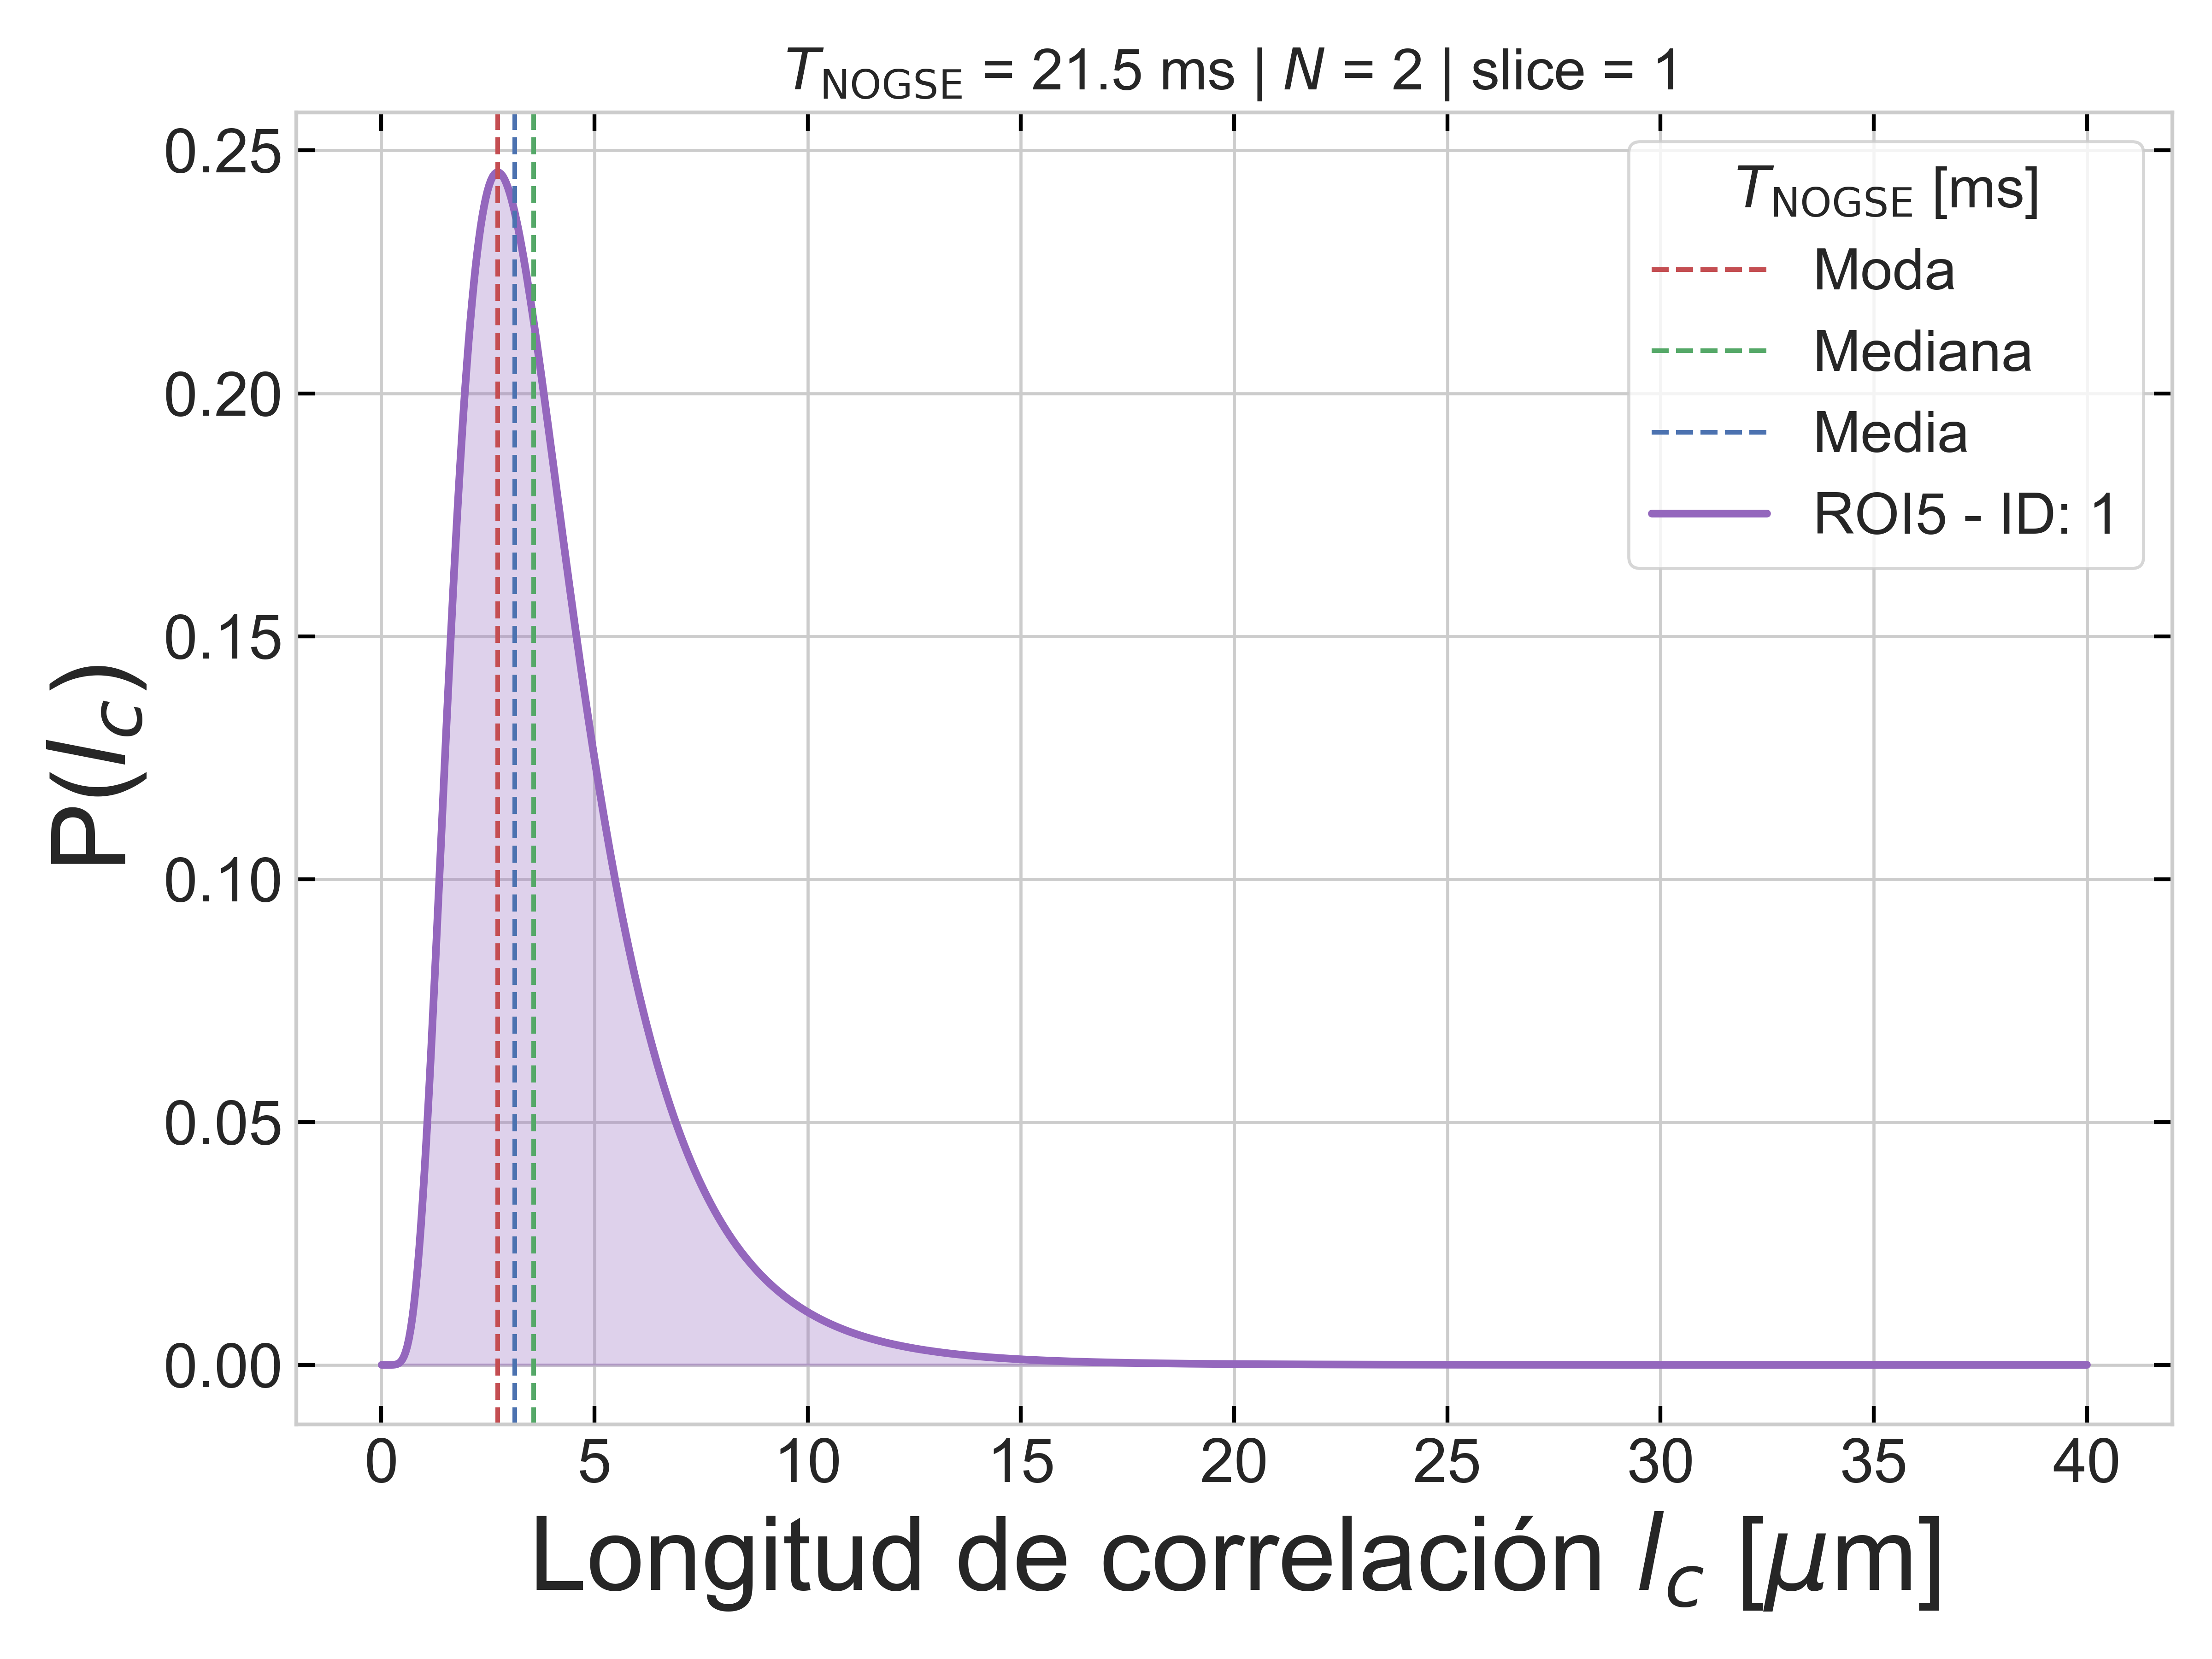 T_NOGSE = 21.5 ms | N = 2 | slice = 1
P(l_c)
0.25
0.20
0.15
0.10
0.05
0.00
T_NOGSE [ms]
Moda
Mediana
Media
ROI5 - ID: 1
0 5 10 15 20 25 30 35 40
Longitud de correlación l_c [μm]